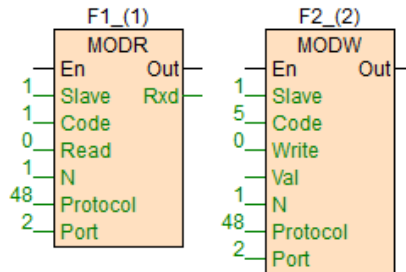 F1_(1)
MODR
En Out
1 Slave Rxd
1 Code
0 Read
1 N
48 Protocol
2 Port
F2_(2)
MODW
En Out
1 Slave
5 Code
0 Write
Val
1 N
48 Protocol
2 Port